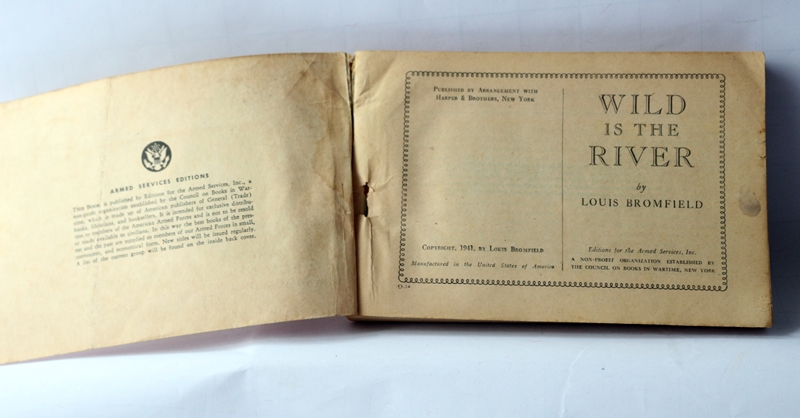 ARMED SERVICES EDITIONS
THIS BOOK is published by Editions for the Armed Services, Inc., a
non-profit organization established by the Council on Books in War-
time, which is made up of American publishers of General (Trade)
books, librarians, and booksellers. It is intended for exclusive distribu-
tion to members of the American Armed Forces and is not to be resold
or made available to civilians. In this way the best books of the pres-
ent and the past are supplied to members of our Armed Forces in small,
convenient, and economical form. New titles will be issued regularly.
A list of the current group will be found on the inside back cover.
PUBLISHED BY ARRANGEMENT WITH
HARPER & BROTHERS, NEW YORK
COPYRIGHT, 1941, BY LOUIS BROMFIELD
Manufactured in the United States of America
WILD
IS THE
RIVER
by
LOUIS BROMFIELD
Editions for the Armed Services, Inc.
A NON-PROFIT ORGANIZATION ESTABLISHED BY
THE COUNCIL ON BOOKS IN WARTIME, NEW YORK